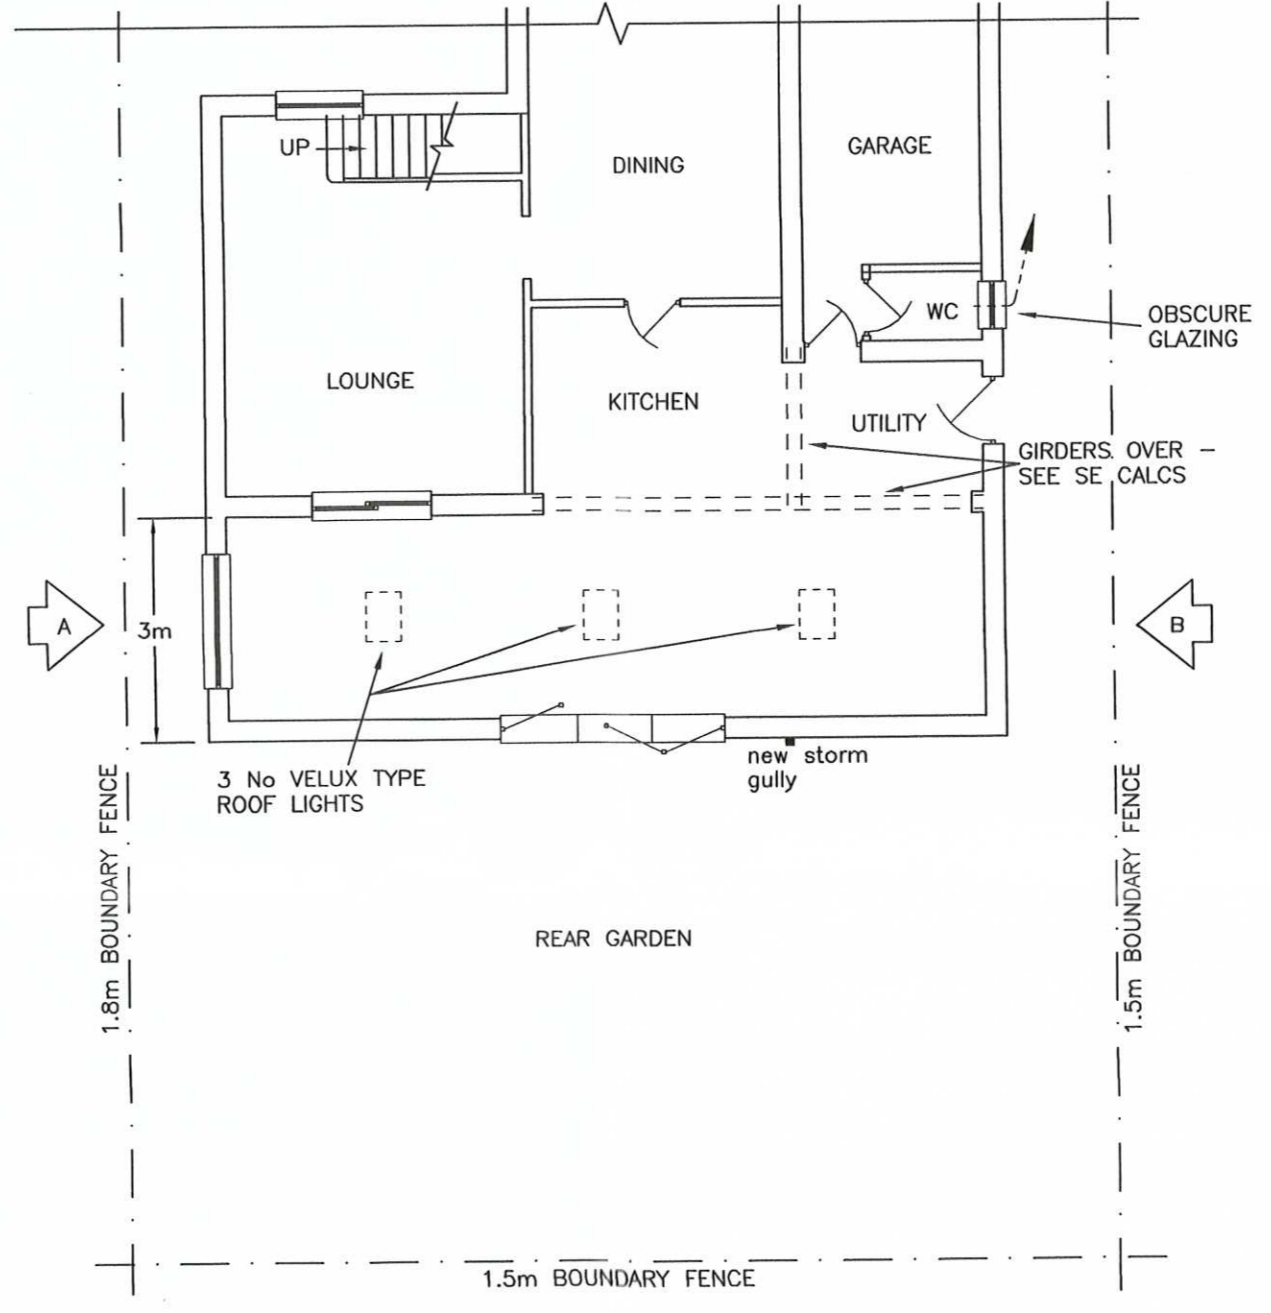 UP
DINING
GARAGE
WC
OBSCURE
GLAZING
LOUNGE
KITCHEN
UTILITY
GIRDERS OVER –
SEE SE CALCS
A
3m
B
3 No VELUX TYPE
ROOF LIGHTS
new storm
gully
1.8m BOUNDARY FENCE
1.5m BOUNDARY FENCE
REAR GARDEN
1.5m BOUNDARY FENCE